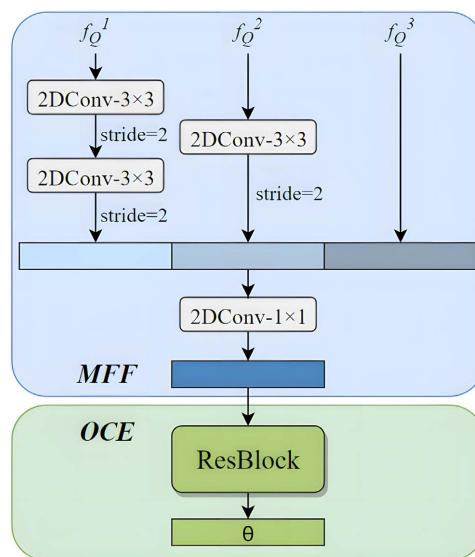 f_Q^1 f_Q^2 f_Q^3
2DConv-3×3
stride=2 2DConv-3×3
2DConv-3×3
stride=2 stride=2
2DConv-1×1
MFF
OCE
ResBlock
θ